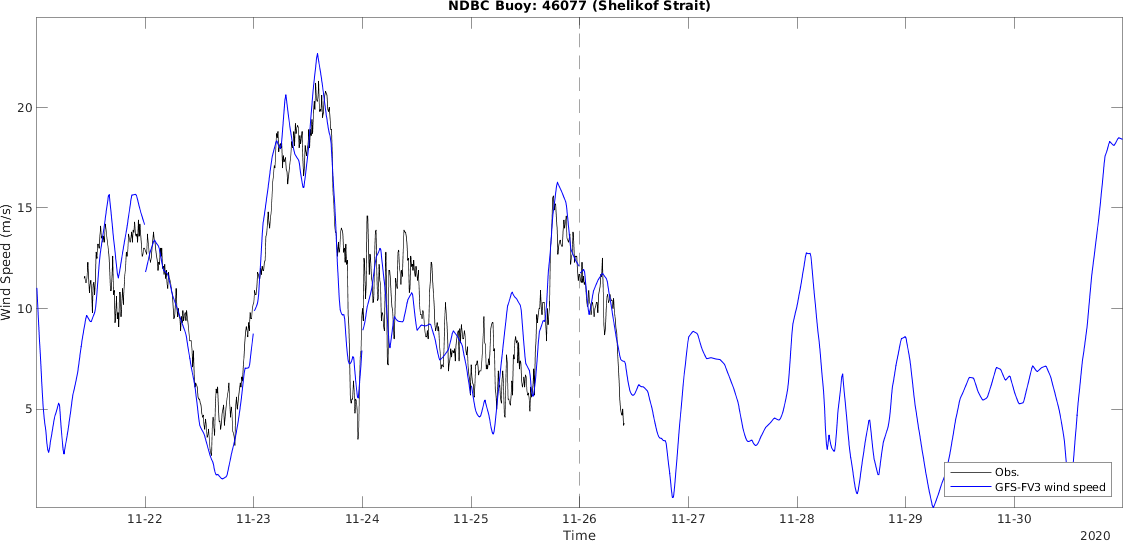 NDBC Buoy: 46077 (Shelikof Strait)
Wind Speed (m/s)
20
15
10
5
Obs.
GFS-FV3 wind speed
11-22 11-23 11-24 11-25 11-26 11-27 11-28 11-29 11-30
Time
2020